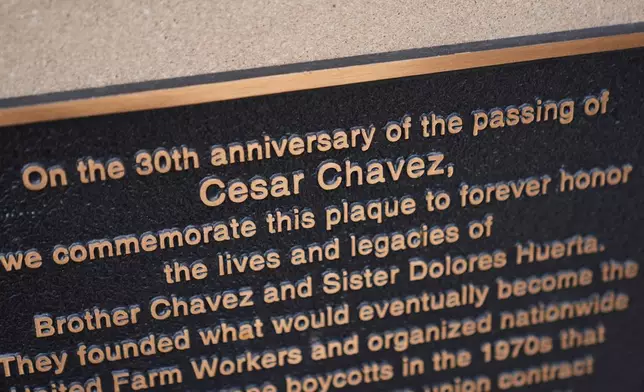 On the 30th anniversary of the passing of
Cesar Chavez,
we commemorate this plaque to forever honor
the lives and legacies of
Brother Chavez and Sister Dolores Huerta.
They founded what would eventually become the
United Farm Workers and organized nationwide
boycotts in the 1970s that
union contract